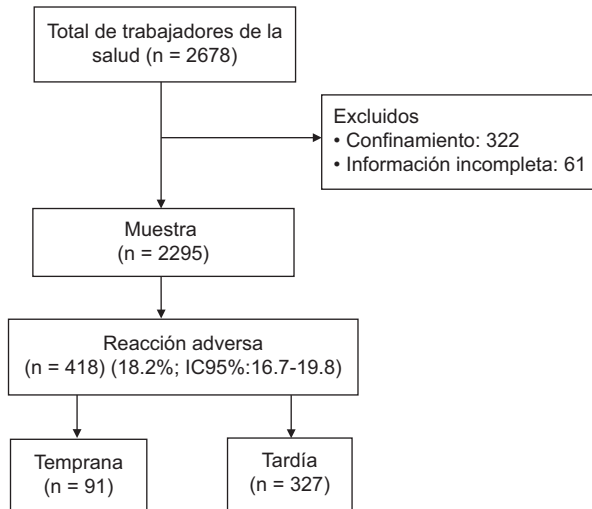 Total de trabajadores de la
salud (n = 2678)
Excluidos
• Confinamiento: 322
• Información incompleta: 61
Muestra
(n = 2295)
Reacción adversa
(n = 418) (18.2%; IC95%:16.7-19.8)
Temprana
(n = 91)
Tardía
(n = 327)